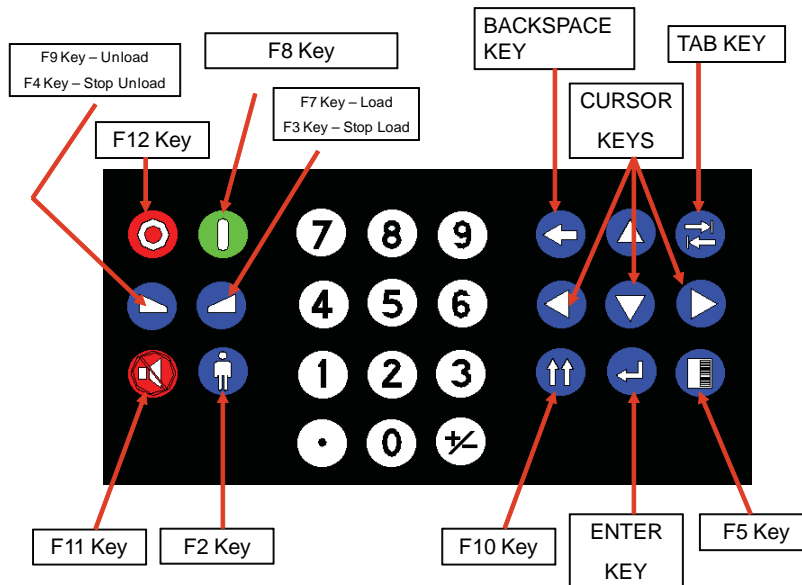 BACKSPACE
KEY
TAB KEY
F9 Key – Unload
F4 Key – Stop Unload
F8 Key
F7 Key – Load
F3 Key – Stop Load
CURSOR
KEYS
F12 Key
7 8 9
4 5 6
1 2 3
. 0 +/-
F11 Key
F2 Key
F10 Key
ENTER
KEY
F5 Key